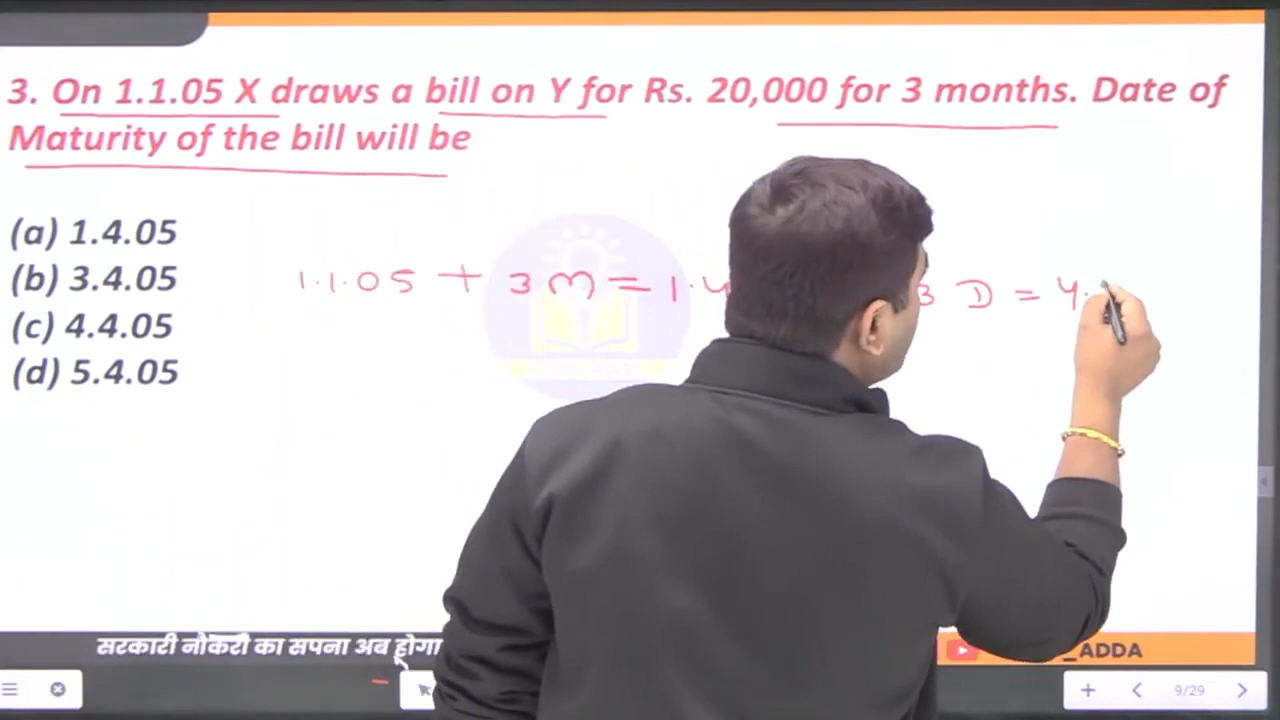 3. On 1.1.05 X draws a bill on Y for Rs. 20,000 for 3 months. Date of
Maturity of the bill will be
(a) 1.4.05
(b) 3.4.05
(c) 4.4.05
(d) 5.4.05
1.1.05 + 3 M = 1.4 3 D = 4.
सरकारी नौकरी का सपना अब होगा
_ADDA
9/29